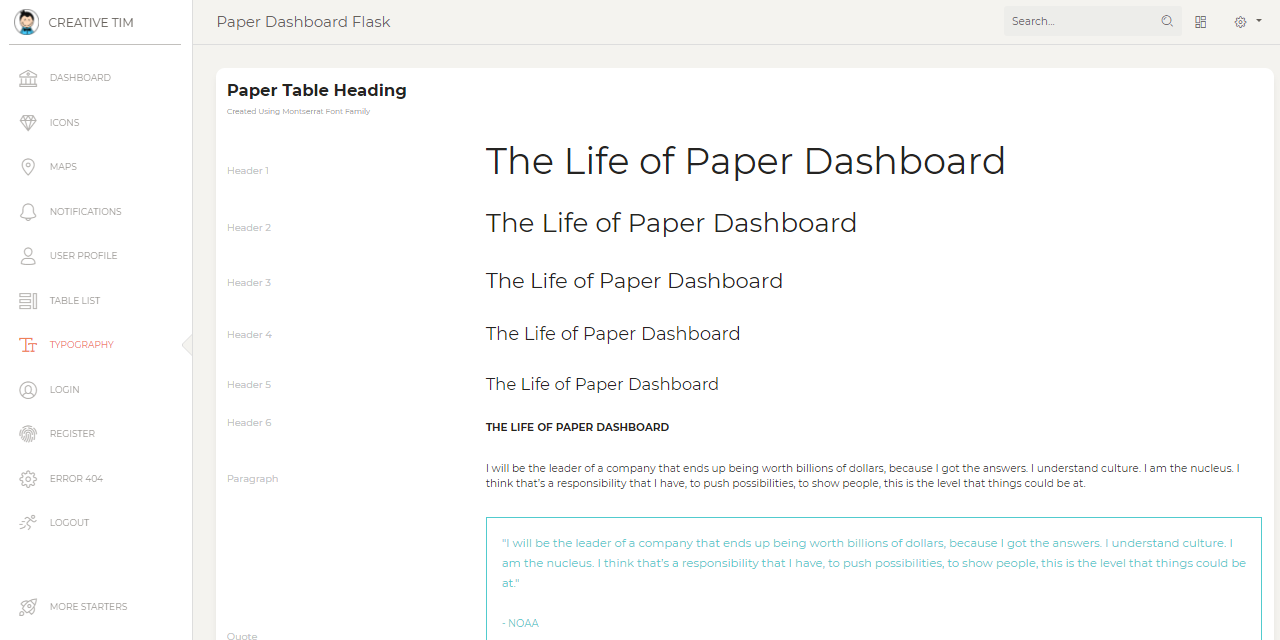 CREATIVE TIM
DASHBOARD
ICONS
MAPS
NOTIFICATIONS
USER PROFILE
TABLE LIST
TYPOGRAPHY
LOGIN
REGISTER
ERROR 404
LOGOUT
MORE STARTERS
Paper Dashboard Flask
Search...
Paper Table Heading
Created Using Montserrat Font Family
Header 1
The Life of Paper Dashboard
Header 2
The Life of Paper Dashboard
Header 3
The Life of Paper Dashboard
Header 4
The Life of Paper Dashboard
Header 5
The Life of Paper Dashboard
Header 6
THE LIFE OF PAPER DASHBOARD
Paragraph
I will be the leader of a company that ends up being worth billions of dollars, because I got the answers. I understand culture. I am the nucleus. I
think that’s a responsibility that I have, to push possibilities, to show people, this is the level that things could be at.
Quote
"I will be the leader of a company that ends up being worth billions of dollars, because I got the answers. I understand culture. I
am the nucleus. I think that’s a responsibility that I have, to push possibilities, to show people, this is the level that things could be
at."
- NOAA